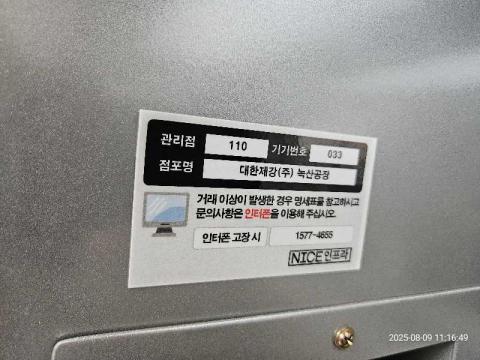 관리점 110 기기번호 033
점포명 대한제강(주) 녹산공장
거래 이상이 발생한 경우 명세표를 참고하시고
문의사항은 인터폰을 이용해 주십시오.
인터폰 고장 시 1577-4655
NICE인프라
2025-08-09 11:16:49